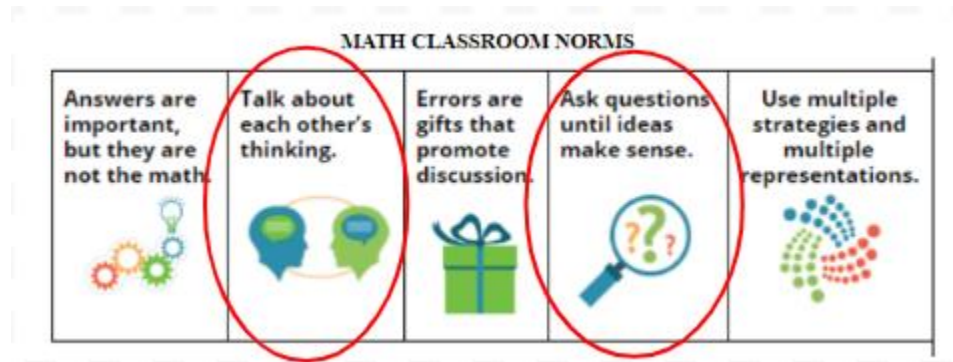 MATH CLASSROOM NORMS
Answers are
important,
but they are
not the math.
Talk about
each other's
thinking.
Errors are
gifts that
promote
discussion.
Ask questions
until ideas
make sense.
Use multiple
strategies and
multiple
representations.
? ? ?